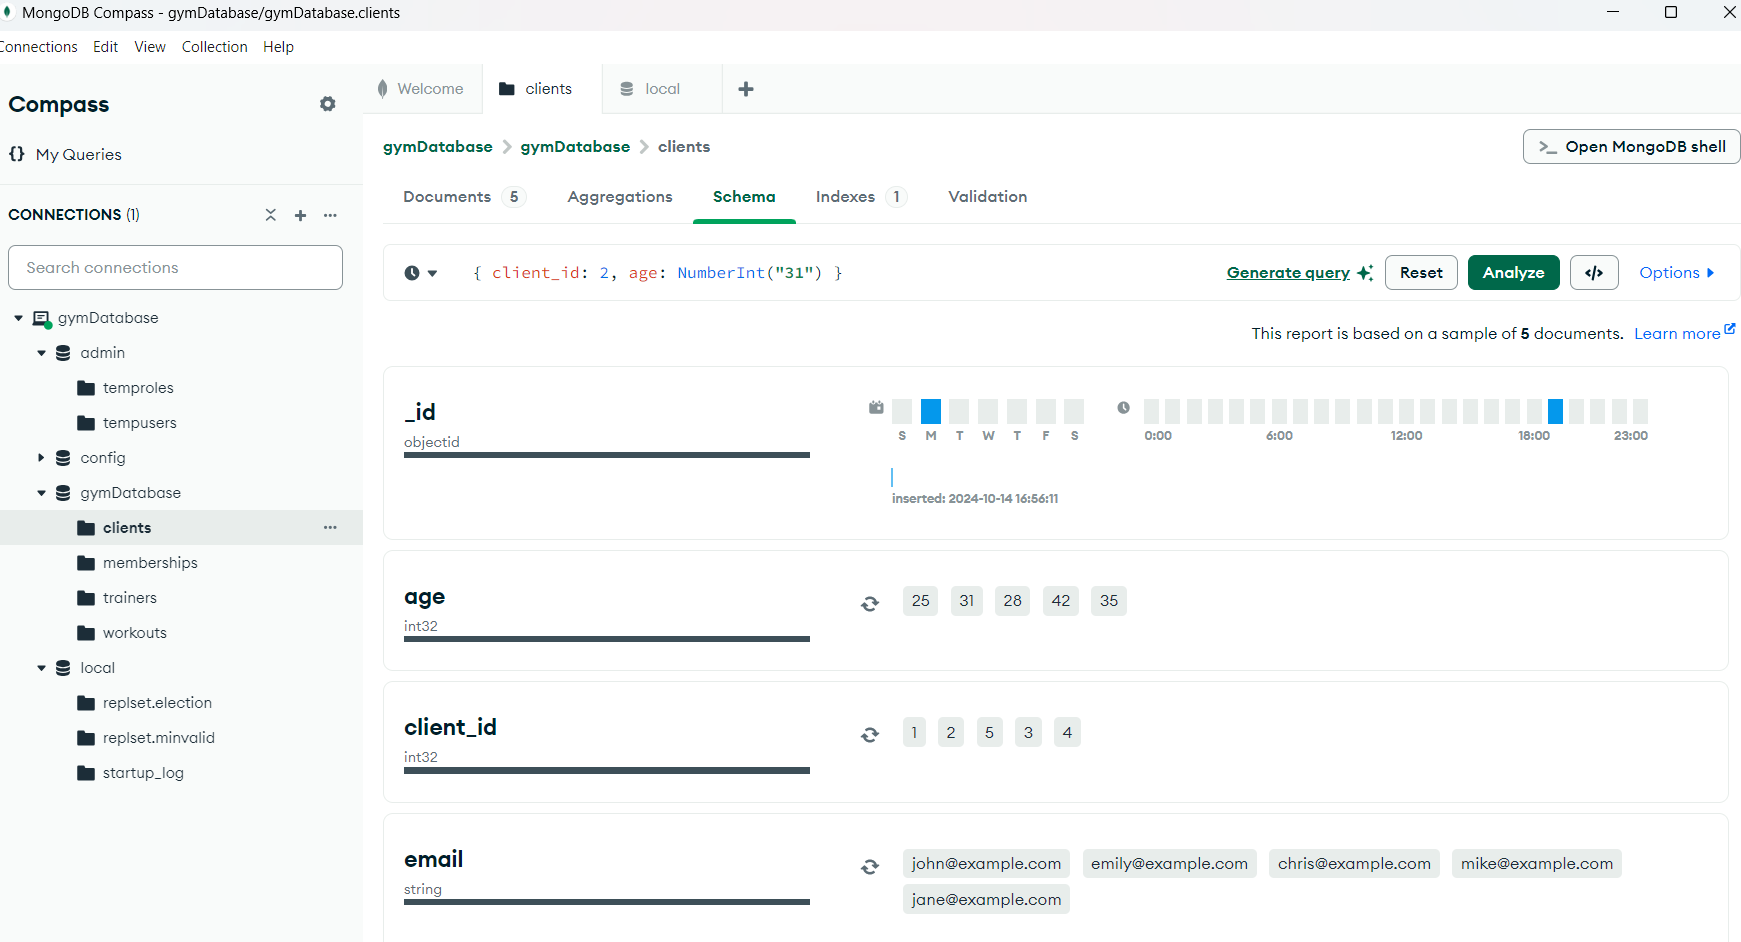 MongoDB Compass - gymDatabase/gymDatabase.clients
Connections Edit View Collection Help
Compass
My Queries
CONNECTIONS (1)
Search connections
gymDatabase
admin
temproles
tempusers
config
gymDatabase
clients
memberships
trainers
workouts
local
replset.election
replset.minvalid
startup_log
Welcome clients local
gymDatabase > gymDatabase > clients
>_ Open MongoDB shell
Documents 5 Aggregations Schema Indexes 1 Validation
{ client_id: 2, age: NumberInt("31") }
Generate query Reset Analyze </> Options
This report is based on a sample of 5 documents. Learn more
_id
objectid
S M T W T F S
0:00 6:00 12:00 18:00 23:00
inserted: 2024-10-14 16:56:11
age
int32
25 31 28 42 35
client_id
int32
1 2 5 3 4
email
string
john@example.com emily@example.com chris@example.com mike@example.com
jane@example.com